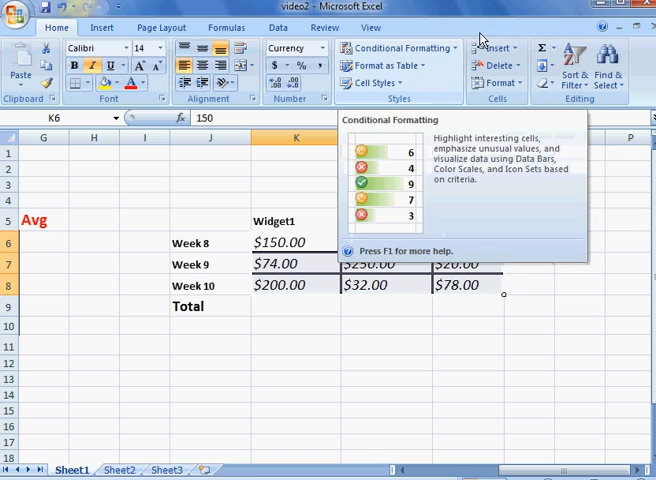 video2 - Microsoft Excel
Home Insert Page Layout Formulas Data Review View
Calibri 14 Currency Conditional Formatting Insert Σ
Paste B I U $ % , Format as Table Delete Sort & Filter Find & Select
Cell Styles Format
Clipboard Font Alignment Number Styles Cells Editing
K6 fx 150
Conditional Formatting
Highlight interesting cells,
emphasize unusual values, and
visualize data using Data Bars,
Color Scales, and Icon Sets based
on criteria.
6
4
9
7
3
Press F1 for more help.
G H I J K P
1
2
3
4
5 Avg Widget1
6 Week 8 $150.00
7 Week 9 $74.00 $250.00 $20.00
8 Week 10 $200.00 $32.00 $78.00
9 Total
10
11
12
13
14
15
16
17
18
Sheet1 Sheet2 Sheet3